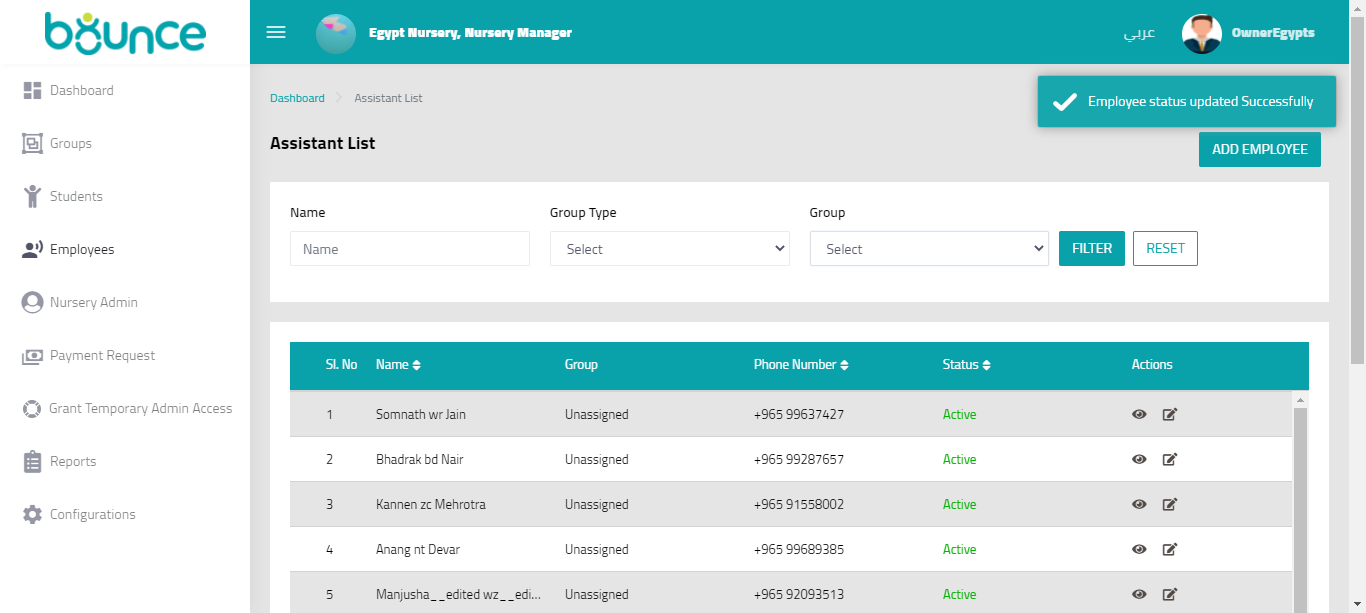 bounce
Egypt Nursery, Nursery Manager
عربي
OwnerEgypts
Dashboard
Groups
Students
Employees
Nursery Admin
Payment Request
Grant Temporary Admin Access
Reports
Configurations
Dashboard > Assistant List
Employee status updated Successfully
Assistant List
ADD EMPLOYEE
Name Group Type Group
Name Select Select FILTER RESET
Sl. No Name Group Phone Number Status Actions
1 Somnath wr Jain Unassigned +965 99637427 Active
2 Bhadrak bd Nair Unassigned +965 99287657 Active
3 Kannen zc Mehrotra Unassigned +965 91558002 Active
4 Anang nt Devar Unassigned +965 99689385 Active
5 Manjusha__edited wz__edi... Unassigned +965 92093513 Active